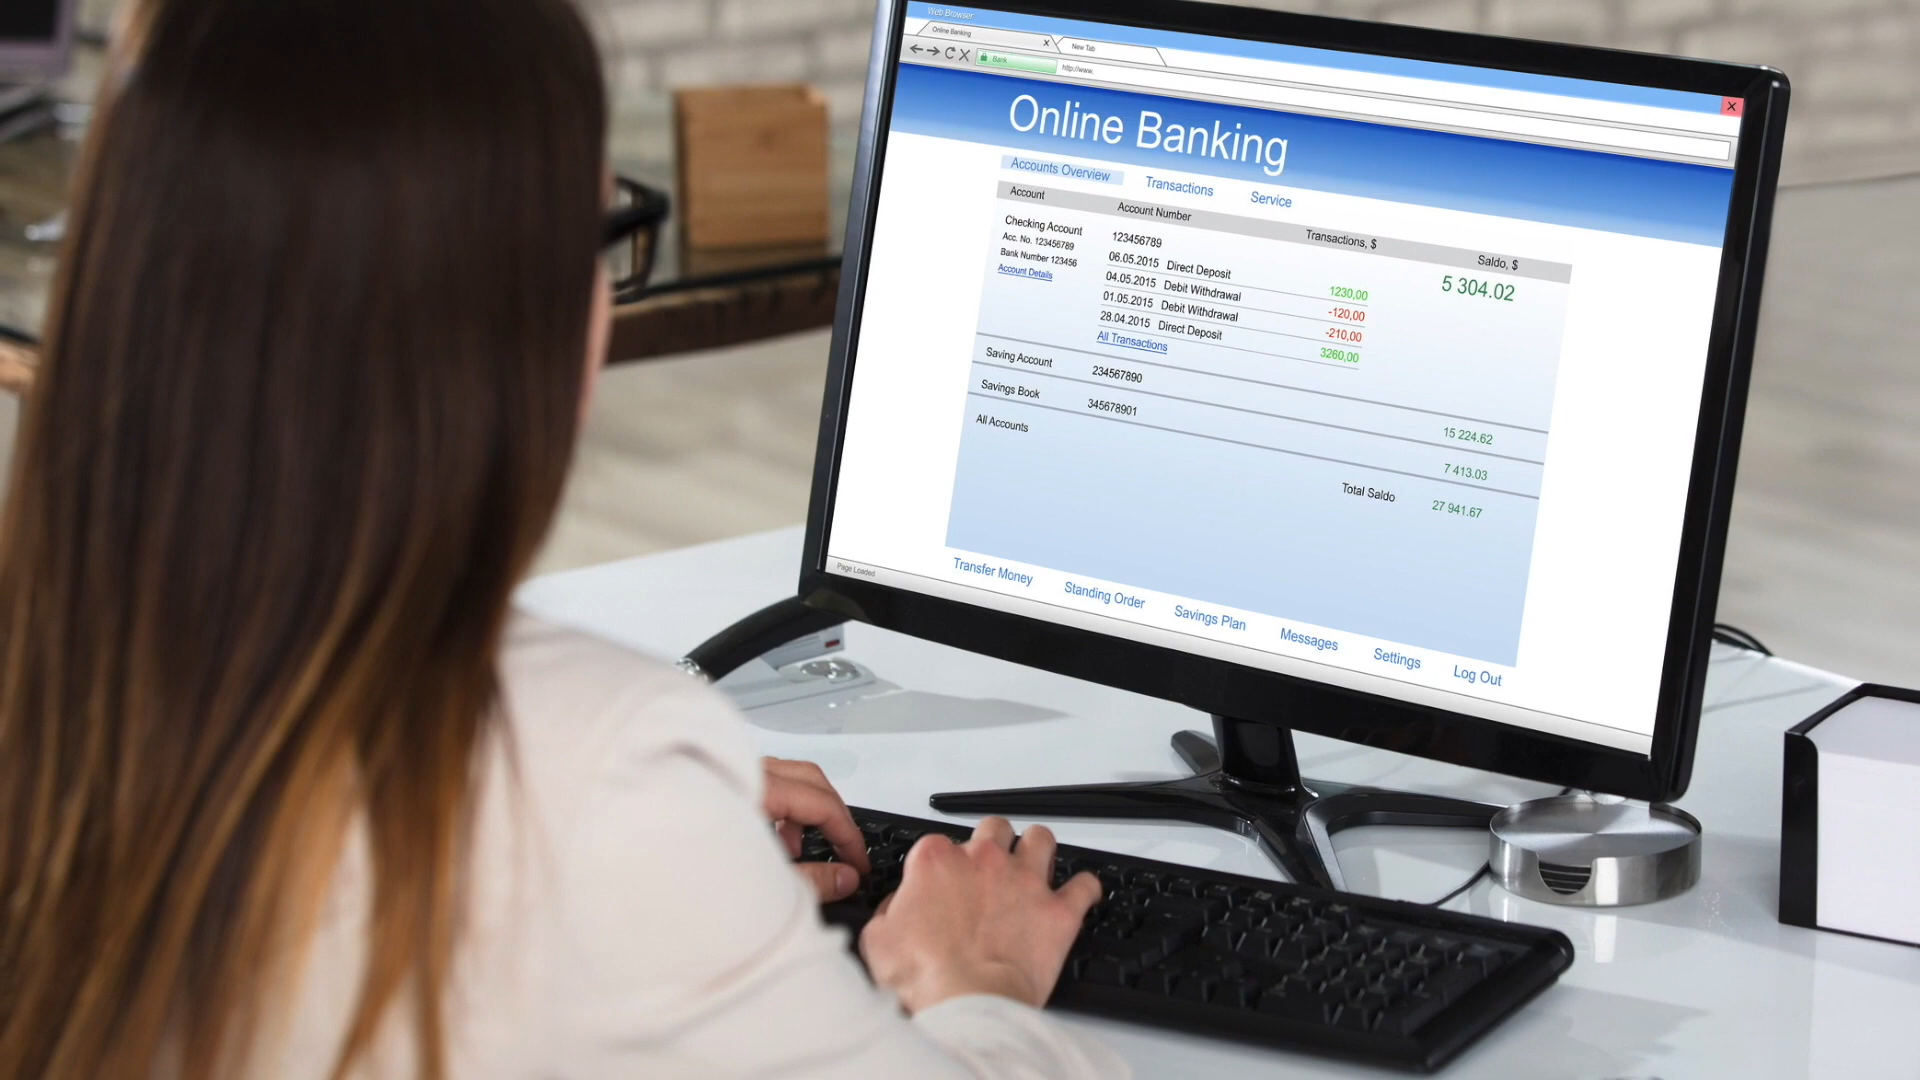 Web Browser
Online Banking
New Tab
Bank
http://www.
Online Banking
Accounts Overview Transactions Service
Account Account Number Transactions, $ Saldo, $
Checking Account 123456789 5 304.02
Acc. No. 123456789
Bank Number 123456
Account Details
06.05.2015 Direct Deposit 1230,00
04.05.2015 Debit Withdrawal -120,00
01.05.2015 Debit Withdrawal -210,00
28.04.2015 Direct Deposit 3260,00
All Transactions
Saving Account 234567890 15 224.62
Savings Book 345678901 7 413.03
All Accounts Total Saldo 27 941.67
Transfer Money Standing Order Savings Plan Messages Settings Log Out
Page Loaded